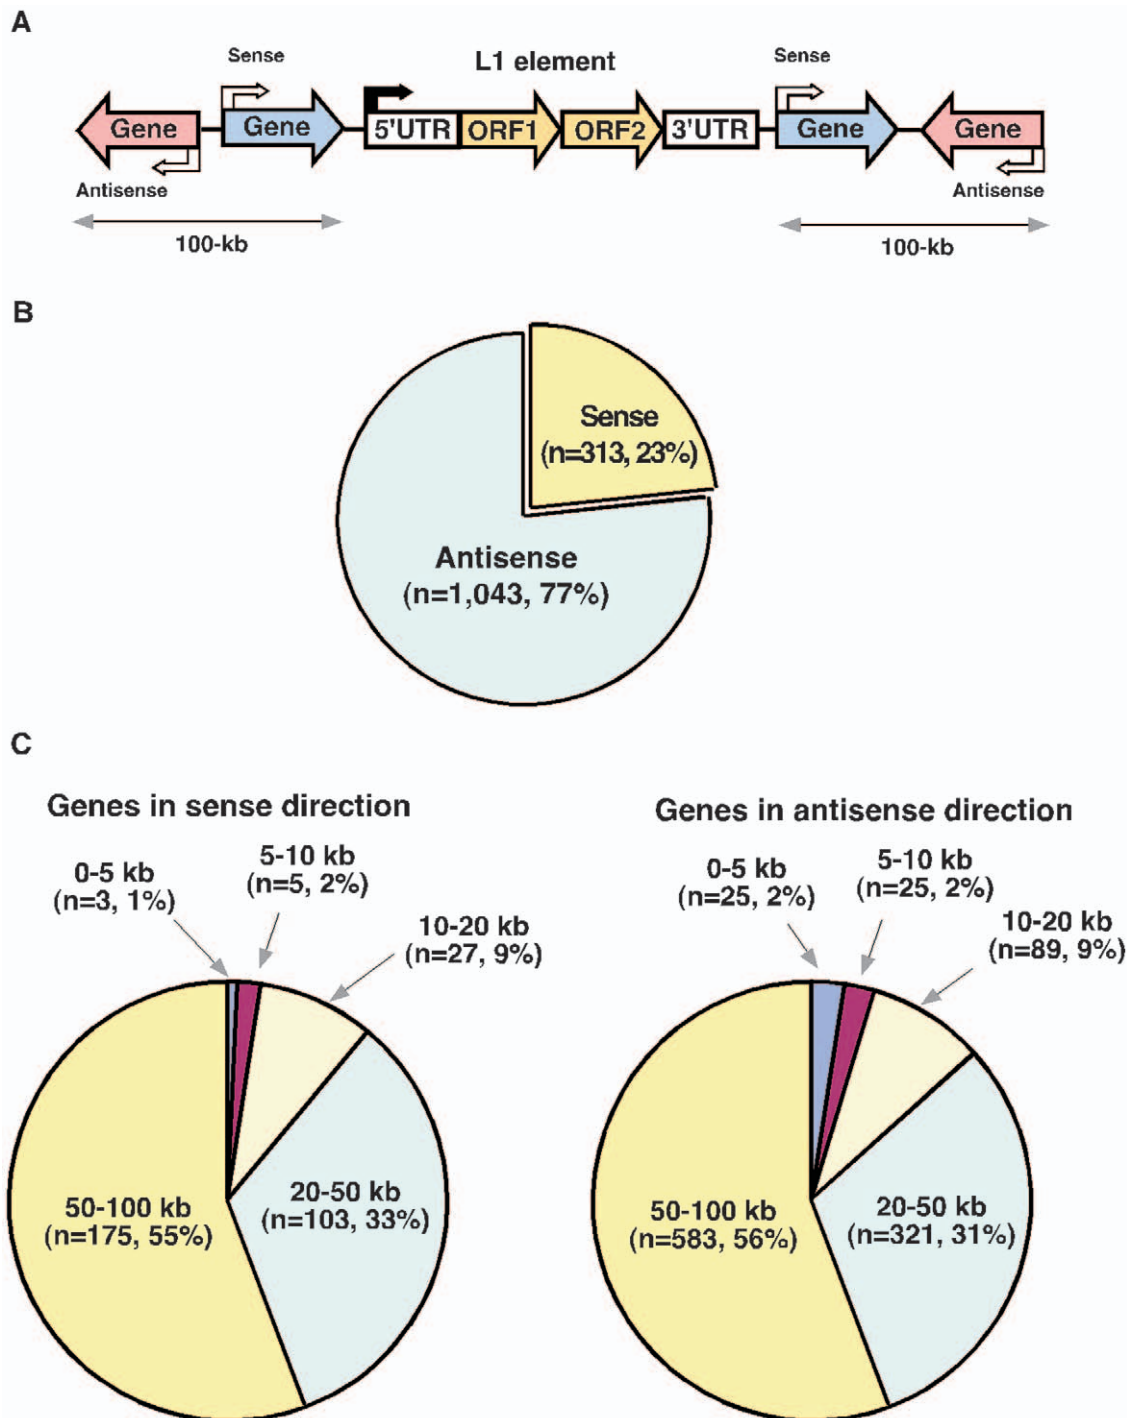 A
Sense
L1 element
Sense
Gene
Gene
5'UTR
ORF1
ORF2
3'UTR
Gene
Gene
Antisense
Antisense
100-kb
100-kb
B
Sense
(n=313, 23%)
Antisense
(n=1,043, 77%)
C
Genes in sense direction
0-5 kb
(n=3, 1%)
5-10 kb
(n=5, 2%)
10-20 kb
(n=27, 9%)
50-100 kb
(n=175, 55%)
20-50 kb
(n=103, 33%)
Genes in antisense direction
0-5 kb
(n=25, 2%)
5-10 kb
(n=25, 2%)
10-20 kb
(n=89, 9%)
50-100 kb
(n=583, 56%)
20-50 kb
(n=321, 31%)